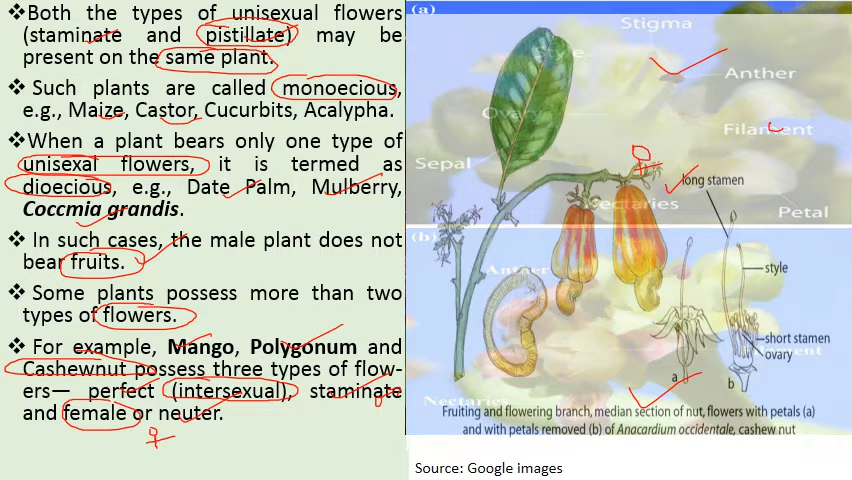 ❖Both the types of unisexual flowers
(staminate and pistillate) may be
present on the same plant.
❖ Such plants are called monoecious,
e.g., Maize, Castor, Cucurbits, Acalypha.
❖When a plant bears only one type of
unisexal flowers, it is termed as
dioecious, e.g., Date Palm, Mulberry,
Coccmia grandis.
❖ In such cases, the male plant does not
bear fruits.
❖ Some plants possess more than two
types of flowers.
❖ For example, Mango, Polygonum and
Cashewnut possess three types of flow-
ers— perfect (intersexual), staminate
and female or neuter.
♀
(a)
Stigma
Style
Anther
Ovary
Filament
Sepal
Nectaries
Petal
long stamen
(b)
Anther
style
short stamen
ovary
a
b
Nectaries
Fruiting and flowering branch, median section of nut, flowers with petals (a)
and with petals removed (b) of Anacardium occidentale, cashew nut
Source: Google images